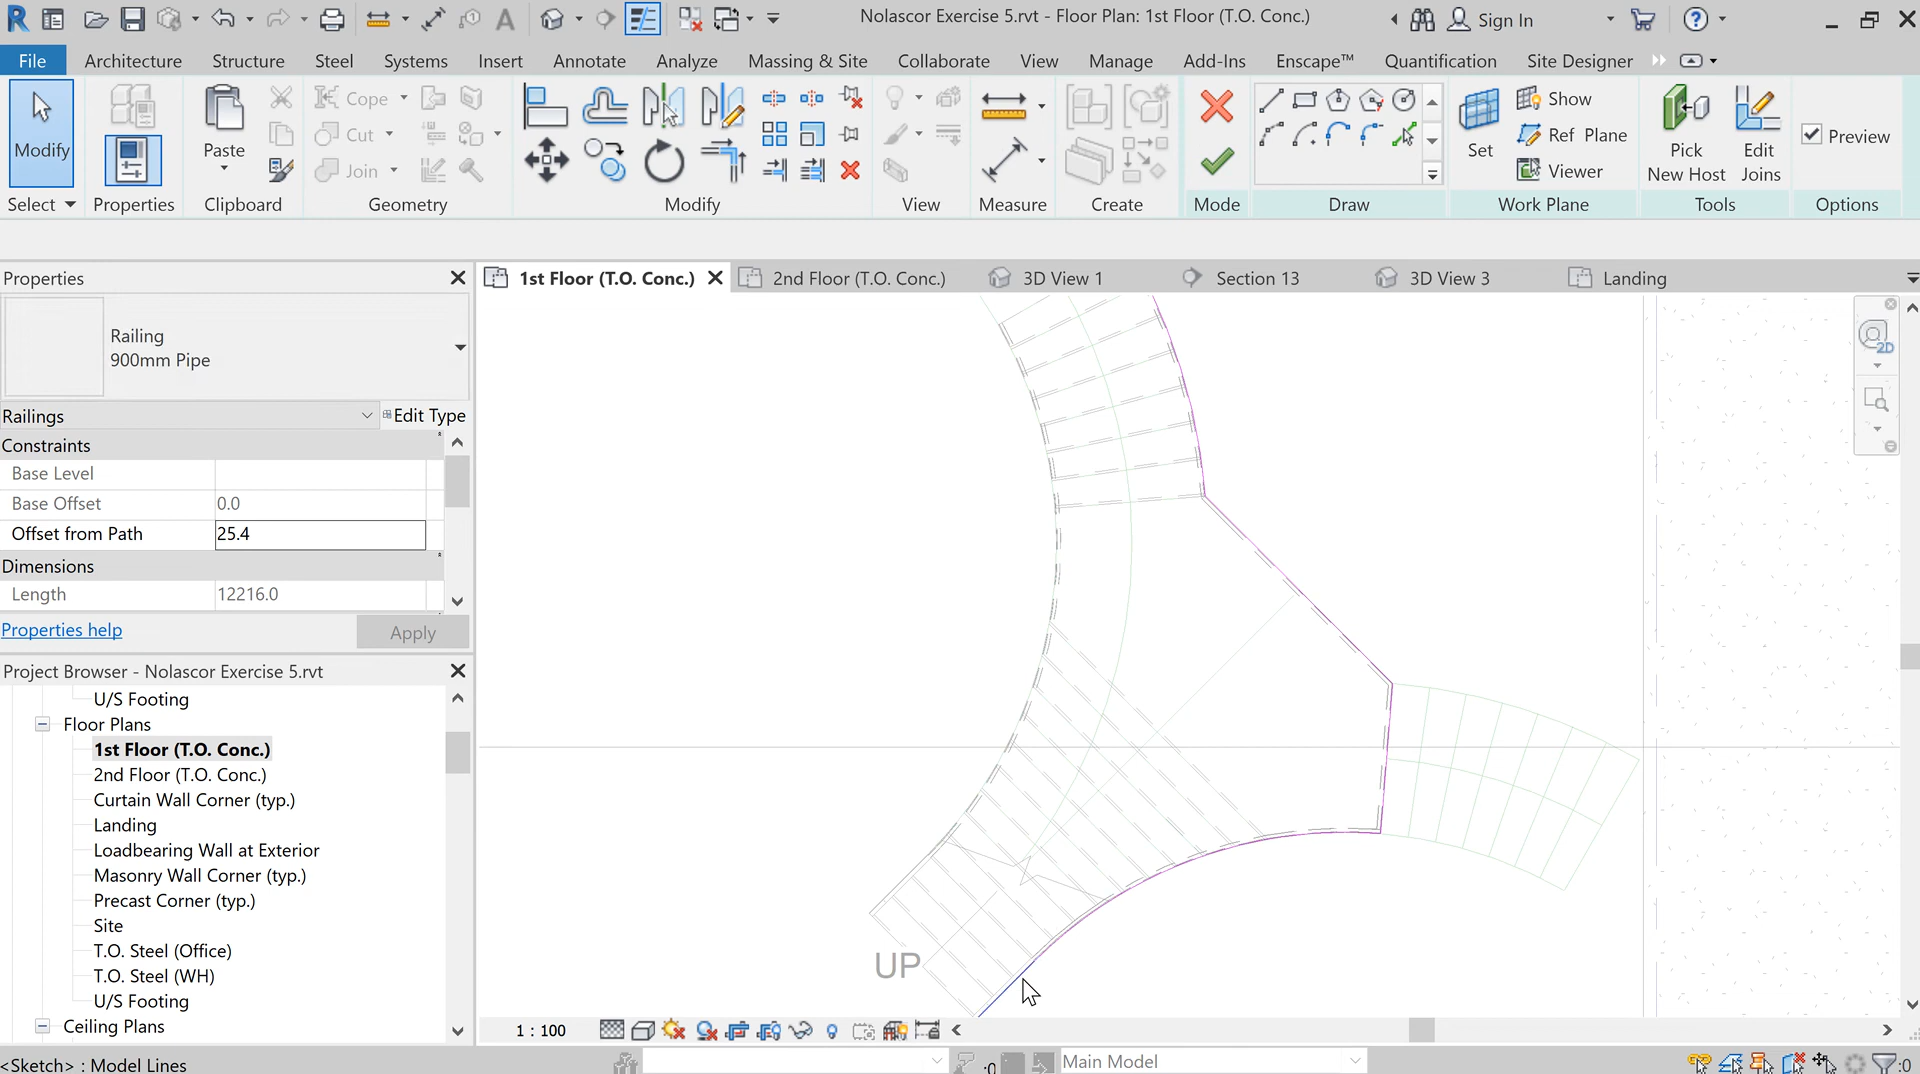 Nolascor Exercise 5.rvt - Floor Plan: 1st Floor (T.O. Conc.)
Sign In
File
Architecture
Structure
Steel
Systems
Insert
Annotate
Analyze
Massing & Site
Collaborate
View
Manage
Add-Ins
Enscape™
Quantification
Site Designer
Modify
Paste
Cope
Cut
Join
Set
Show
Ref Plane
Viewer
Pick
New Host
Edit
Joins
Preview
Select
Properties
Clipboard
Geometry
Modify
View
Measure
Create
Mode
Draw
Work Plane
Tools
Options
Properties
1st Floor (T.O. Conc.)
2nd Floor (T.O. Conc.)
3D View 1
Section 13
3D View 3
Landing
Railing
900mm Pipe
2D
Railings
Edit Type
Constraints
Base Level
Base Offset 0.0
Offset from Path 25.4
Dimensions
Length 12216.0
Properties help
Apply
Project Browser - Nolascor Exercise 5.rvt
U/S Footing
Floor Plans
1st Floor (T.O. Conc.)
2nd Floor (T.O. Conc.)
Curtain Wall Corner (typ.)
Landing
Loadbearing Wall at Exterior
Masonry Wall Corner (typ.)
Precast Corner (typ.)
Site
T.O. Steel (Office)
T.O. Steel (WH)
U/S Footing
Ceiling Plans
UP
1 : 100
<Sketch> : Model Lines
:0
Main Model
:0